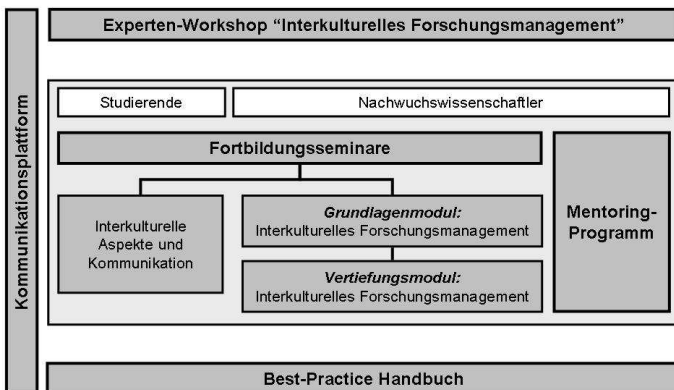 Kommunikationsplattform
Experten-Workshop “Interkulturelles Forschungsmanagement”
Studierende
Nachwuchswissenschaftler
Fortbildungsseminare
Interkulturelle
Aspekte und
Kommunikation
Grundlagenmodul:
Interkulturelles Forschungsmanagement
Vertiefungsmodul:
Interkulturelles Forschungsmanagement
Mentoring-
Programm
Best-Practice Handbuch